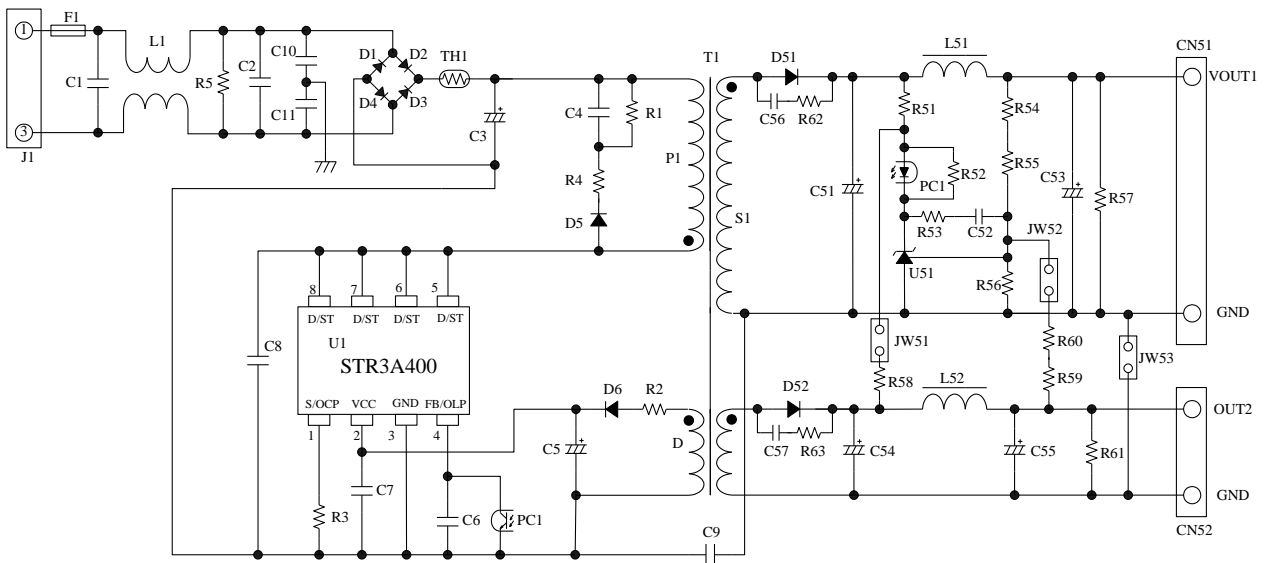 F1
1
L1
C10
D1
D2
TH1
T1
D51
L51
CN51
VOUT1
C1
R5
C2
C11
D4
D3
C3
C4
R1
C56
R62
R51
R54
3
J1
P1
R4
D5
S1
C51
PC1
R52
R55
C53
R57
R53
C52
JW52
U51
R56
8
7
6
5
D/ST
D/ST
D/ST
D/ST
U1
STR3A400
C8
GND
JW51
R60
JW53
R58
R59
S/OCP
VCC
GND
FB/OLP
1
2
3
4
D6
R2
D52
L52
OUT2
C5
D
C57
R63
C54
C55
R61
C7
R3
C6
PC1
C9
GND
CN52